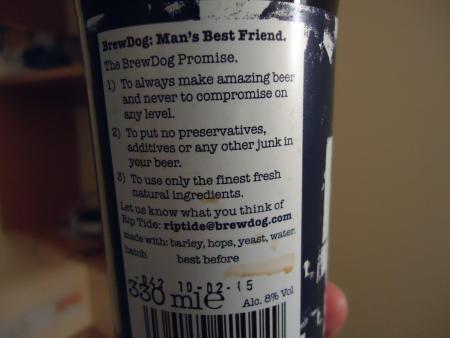 BrewDog: Man's Best Friend.
The BrewDog Promise.
1) To always make amazing beer
and never to compromise on
any level.
2) To put no preservatives,
additives or any other junk in
your beer.
3) To use only the finest fresh
natural ingredients.
Let us know what you think of
Rip Tide: riptide@brewdog.com
made with: barley, hops, yeast, water.
batch best before
10-02-15
330 ml e Alc. 8% Vol